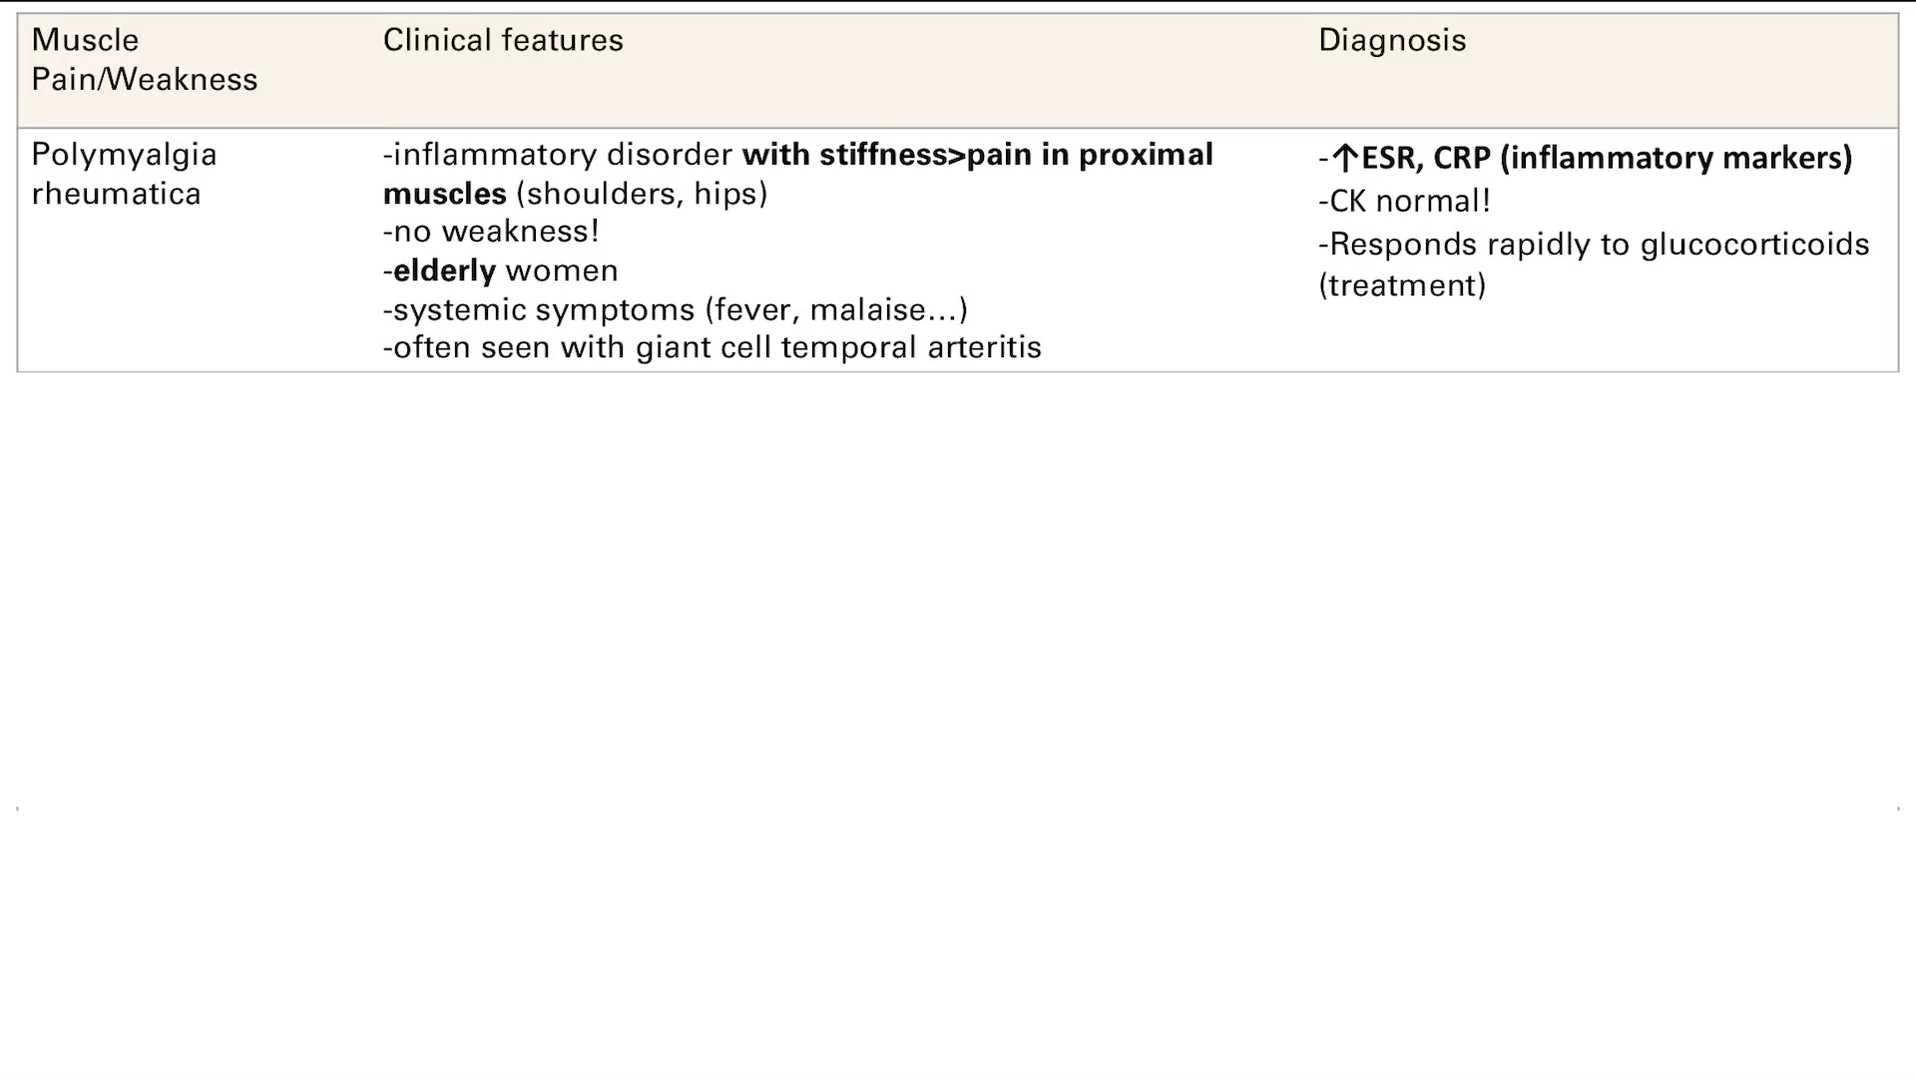 Muscle
Pain/Weakness
Clinical features
Diagnosis
Polymyalgia
rheumatica
-inflammatory disorder with stiffness>pain in proximal
muscles (shoulders, hips)
-no weakness!
-elderly women
-systemic symptoms (fever, malaise...)
-often seen with giant cell temporal arteritis
-↑ESR, CRP (inflammatory markers)
-CK normal!
-Responds rapidly to glucocorticoids
(treatment)